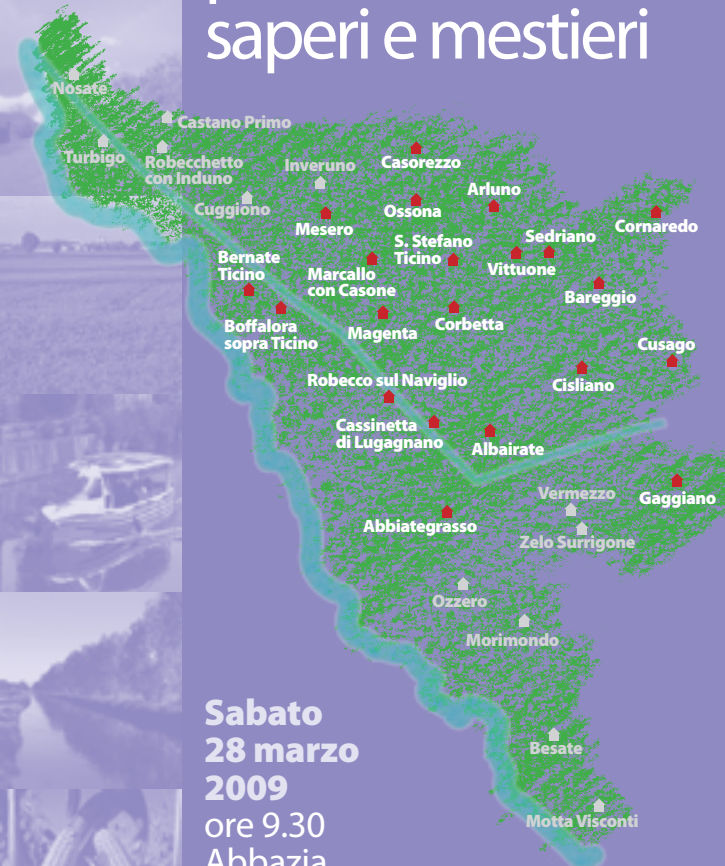 saperi e mestieri
Nosate
Castano Primo
Turbigo
Robecchetto
con Induno
Inveruno
Casorezzo
Arluno
Cuggiono
Ossona
Mesero
Cornaredo
S. Stefano
Ticino
Sedriano
Vittuone
Bernate
Ticino
Marcallo
con Casone
Bareggio
Boffalora
sopra Ticino
Magenta
Corbetta
Cusago
Robecco sul Naviglio
Cisliano
Cassinetta
di Lugagnano
Albairate
Vermezzo
Gaggiano
Abbiategrasso
Zelo Surrigone
Ozzero
Morimondo
Sabato
28 marzo
2009
ore 9.30
Abbazia
Besate
Motta Visconti